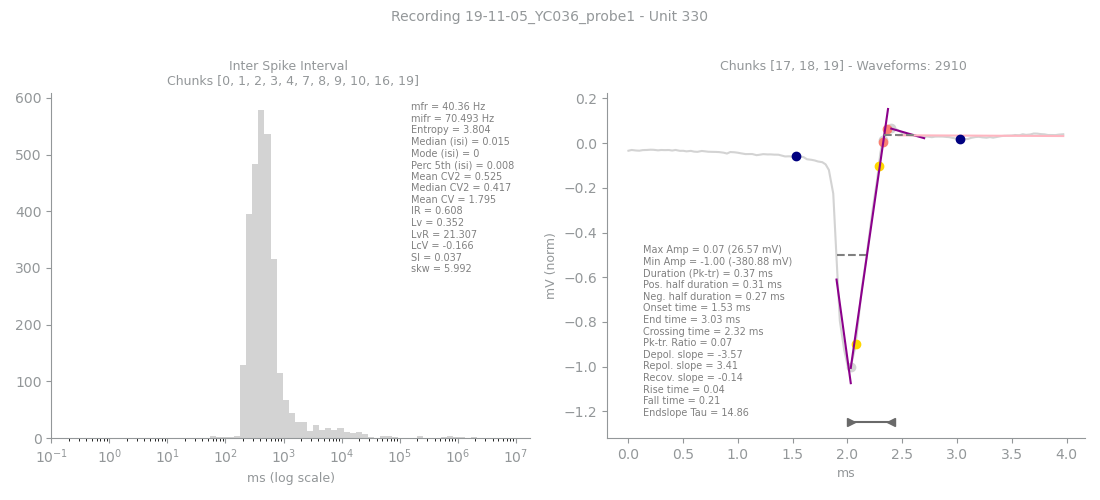 Recording 19-11-05_YC036_probe1 - Unit 330
Inter Spike Interval
Chunks [0, 1, 2, 3, 4, 7, 8, 9, 10, 16, 19]
600
500
400
300
200
100
0
mfr = 40.36 Hz
mifr = 70.493 Hz
Entropy = 3.804
Median (isi) = 0.015
Mode (isi) = 0
Perc 5th (isi) = 0.008
Mean CV2 = 0.525
Median CV2 = 0.417
Mean CV = 1.795
IR = 0.608
Lv = 0.352
LvR = 21.307
LcV = -0.166
SI = 0.037
skw = 5.992
10⁻¹ 10⁰ 10¹ 10² 10³ 10⁴ 10⁵ 10⁶ 10⁷
ms (log scale)
Chunks [17, 18, 19] - Waveforms: 2910
mV (norm)
0.2
0.0
−0.2
−0.4
−0.6
−0.8
−1.0
−1.2
Max Amp = 0.07 (26.57 mV)
Min Amp = -1.00 (-380.88 mV)
Duration (Pk-tr) = 0.37 ms
Pos. half duration = 0.31 ms
Neg. half duration = 0.27 ms
Onset time = 1.53 ms
End time = 3.03 ms
Crossing time = 2.32 ms
Pk-tr. Ratio = 0.07
Depol. slope = -3.57
Repol. slope = 3.41
Recov. slope = -0.14
Rise time = 0.04
Fall time = 0.21
Endslope Tau = 14.86
0.0 0.5 1.0 1.5 2.0 2.5 3.0 3.5 4.0
ms